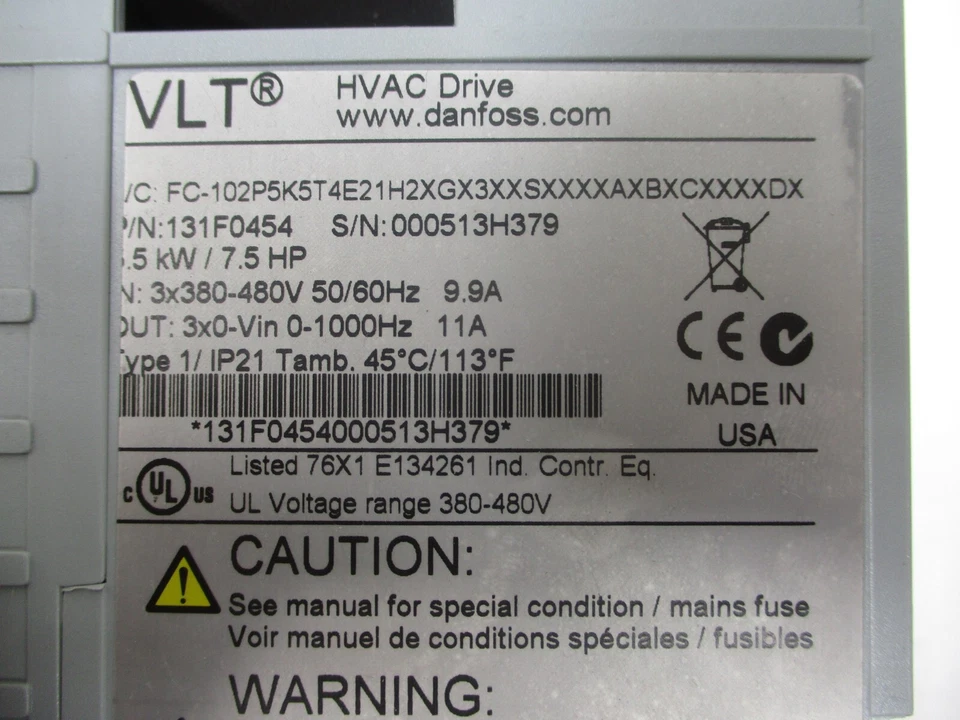 VLT® HVAC Drive
www.danfoss.com
/C: FC-102P5K5T4E21H2XGX3XXSXXXXAXBXCXXXXDX
P/N:131F0454 S/N:000513H379
.5 kW / 7.5 HP
N: 3x380-480V 50/60Hz 9.9A
OUT: 3x0-Vin 0-1000Hz 11A
Type 1/ IP21 Tamb. 45°C/113°F
*131F0454000513H379*
CE
MADE IN
USA
c UL US
Listed 76X1 E134261 Ind. Contr. Eq.
UL Voltage range 380-480V
CAUTION:
See manual for special condition / mains fuse
Voir manuel de conditions spéciales / fusibles
WARNING: